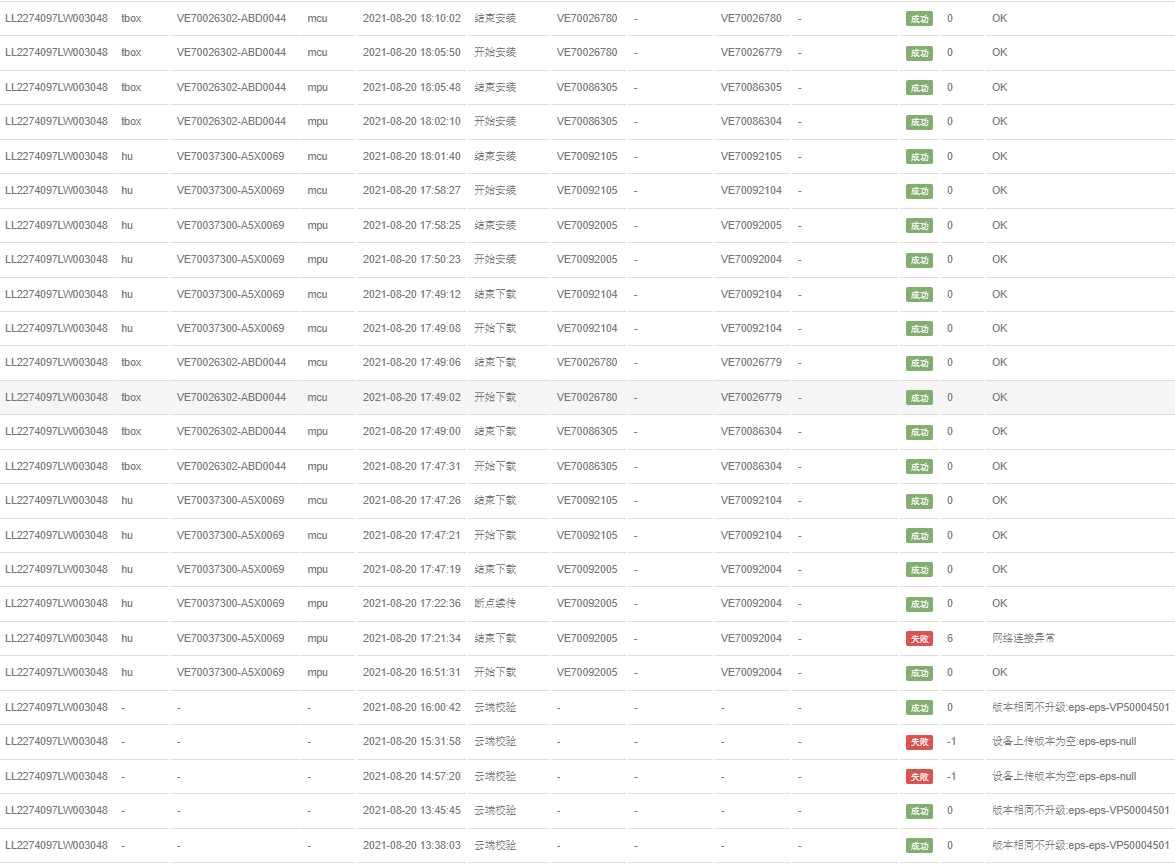 LL2274097LW003048 tbox VE70026302-ABD0044 mcu 2021-08-20 18:10:02 结束安装 VE70026780 - VE70026780 - 成功 0 OK
LL2274097LW003048 tbox VE70026302-ABD0044 mcu 2021-08-20 18:05:50 开始安装 VE70026780 - VE70026779 - 成功 0 OK
LL2274097LW003048 tbox VE70026302-ABD0044 mpu 2021-08-20 18:05:48 结束安装 VE70086305 - VE70086305 - 成功 0 OK
LL2274097LW003048 tbox VE70026302-ABD0044 mpu 2021-08-20 18:02:10 开始安装 VE70086305 - VE70086304 - 成功 0 OK
LL2274097LW003048 hu VE70037300-A5X0069 mcu 2021-08-20 18:01:40 结束安装 VE70092105 - VE70092105 - 成功 0 OK
LL2274097LW003048 hu VE70037300-A5X0069 mcu 2021-08-20 17:58:27 开始安装 VE70092105 - VE70092104 - 成功 0 OK
LL2274097LW003048 hu VE70037300-A5X0069 mpu 2021-08-20 17:58:25 结束安装 VE70092005 - VE70092005 - 成功 0 OK
LL2274097LW003048 hu VE70037300-A5X0069 mpu 2021-08-20 17:50:23 开始安装 VE70092005 - VE70092004 - 成功 0 OK
LL2274097LW003048 hu VE70037300-A5X0069 mcu 2021-08-20 17:49:12 结束下载 VE70092104 - VE70092104 - 成功 0 OK
LL2274097LW003048 hu VE70037300-A5X0069 mcu 2021-08-20 17:49:08 开始下载 VE70092104 - VE70092104 - 成功 0 OK
LL2274097LW003048 tbox VE70026302-ABD0044 mcu 2021-08-20 17:49:06 结束下载 VE70026780 - VE70026779 - 成功 0 OK
LL2274097LW003048 tbox VE70026302-ABD0044 mcu 2021-08-20 17:49:02 开始下载 VE70026780 - VE70026779 - 成功 0 OK
LL2274097LW003048 tbox VE70026302-ABD0044 mpu 2021-08-20 17:49:00 结束下载 VE70086305 - VE70086304 - 成功 0 OK
LL2274097LW003048 tbox VE70026302-ABD0044 mpu 2021-08-20 17:47:31 开始下载 VE70086305 - VE70086304 - 成功 0 OK
LL2274097LW003048 hu VE70037300-A5X0069 mcu 2021-08-20 17:47:26 结束下载 VE70092105 - VE70092104 - 成功 0 OK
LL2274097LW003048 hu VE70037300-A5X0069 mcu 2021-08-20 17:47:21 开始下载 VE70092105 - VE70092104 - 成功 0 OK
LL2274097LW003048 hu VE70037300-A5X0069 mpu 2021-08-20 17:47:19 结束下载 VE70092005 - VE70092004 - 成功 0 OK
LL2274097LW003048 hu VE70037300-A5X0069 mpu 2021-08-20 17:22:36 断点续传 VE70092005 - VE70092004 - 成功 0 OK
LL2274097LW003048 hu VE70037300-A5X0069 mpu 2021-08-20 17:21:34 结束下载 VE70092005 - VE70092004 - 失败 6 网络连接异常
LL2274097LW003048 hu VE70037300-A5X0069 mpu 2021-08-20 16:51:31 开始下载 VE70092005 - VE70092004 - 成功 0 OK
LL2274097LW003048 - - - 2021-08-20 16:00:42 云端校验 - - - - 成功 0 版本相同不升级:eps-eps-VP50004501
LL2274097LW003048 - - - 2021-08-20 15:31:58 云端校验 - - - - 失败 -1 设备上传版本为空:eps-eps-null
LL2274097LW003048 - - - 2021-08-20 14:57:20 云端校验 - - - - 失败 -1 设备上传版本为空:eps-eps-null
LL2274097LW003048 - - - 2021-08-20 13:45:45 云端校验 - - - - 成功 0 版本相同不升级:eps-eps-VP50004501
LL2274097LW003048 - - - 2021-08-20 13:38:03 云端校验 - - - - 成功 0 版本相同不升级:eps-eps-VP50004501